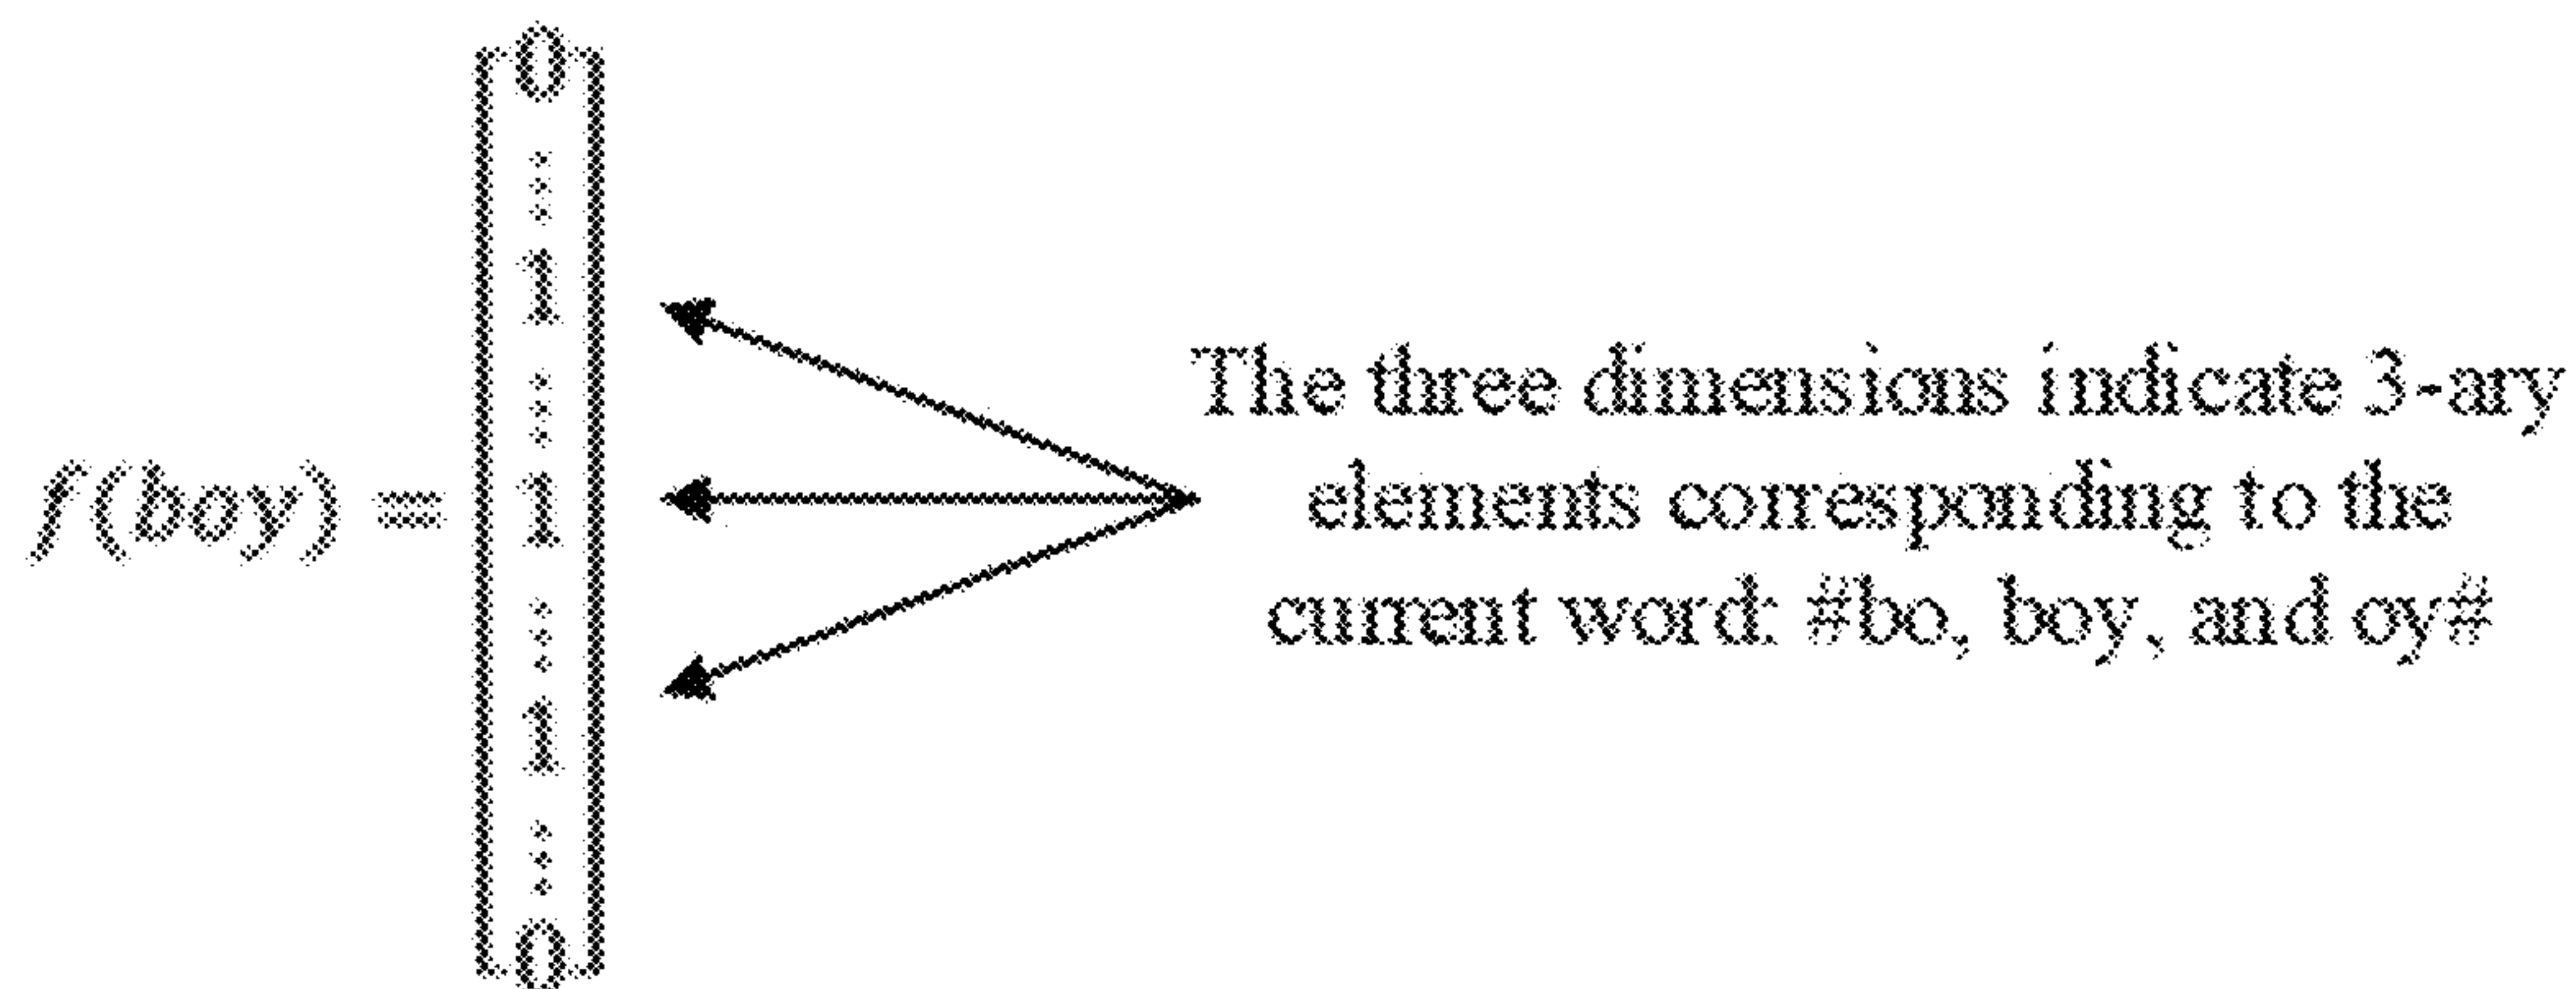 0
⋮
1
⋮
f(boy) = 1
⋮
1
⋮
0
The three dimensions indicate 3-ary
elements corresponding to the
current word: #bo, boy, and oy#